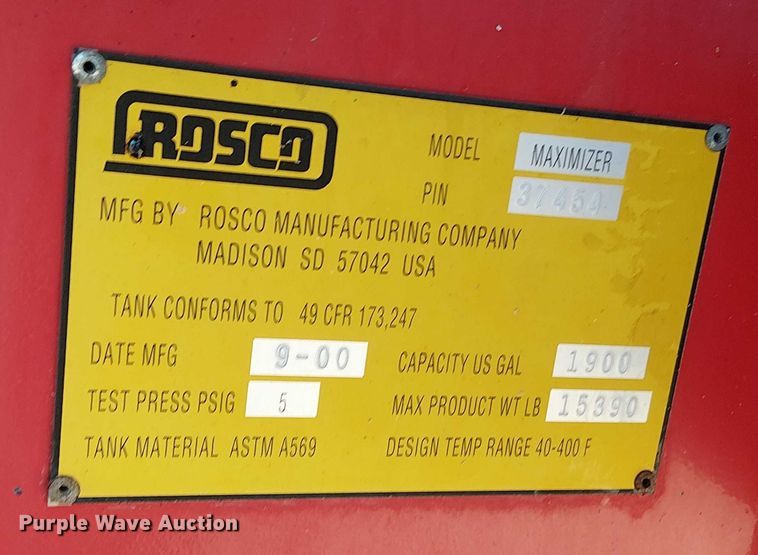 ROSCO
MODEL MAXIMIZER
PIN 37454
MFG BY ROSCO MANUFACTURING COMPANY
MADISON SD 57042 USA
TANK CONFORMS TO 49 CFR 173,247
DATE MFG 9-00 CAPACITY US GAL 1900
TEST PRESS PSIG 5 MAX PRODUCT WT LB 15390
TANK MATERIAL ASTM A569 DESIGN TEMP RANGE 40-400 F
Purple Wave Auction